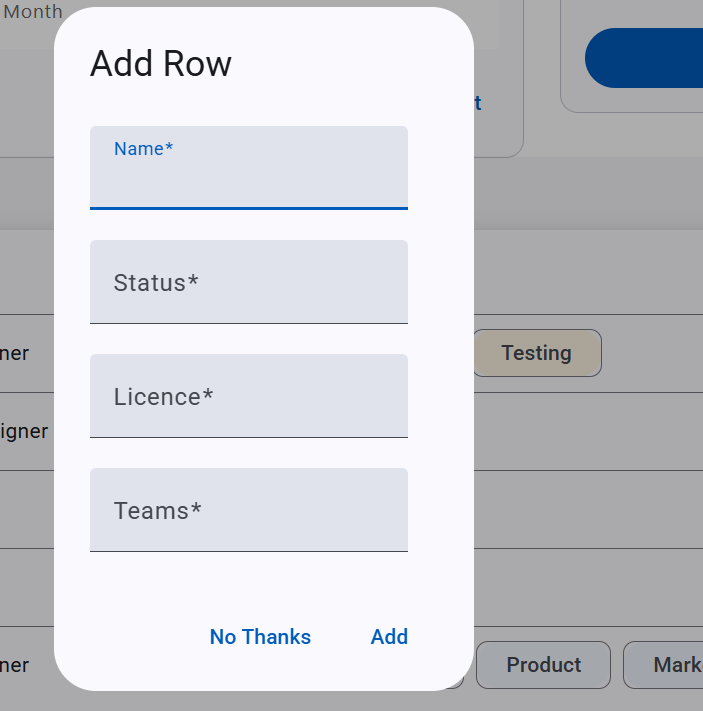 Month
Add Row
Name*
t
Status*
ner
Testing
Licence*
igner
Teams*
No Thanks
Add
ner
Product
Mark